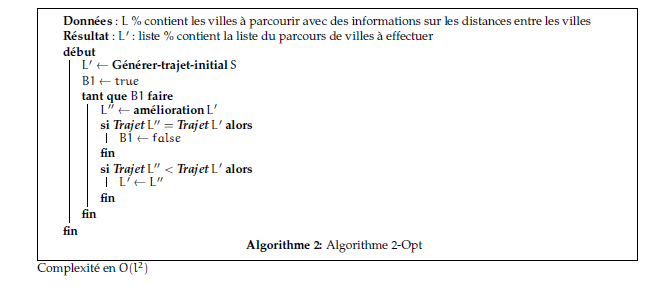 Données : L % contient les villes à parcourir avec des informations sur les distances entre les villes
Résultat : L′ : liste % contient la liste du parcours de villes à effectuer
début
L′ ← Générer-trajet-initial S
B1 ← true
tant que B1 faire
L″ ← amélioration L′
si Trajet L″ = Trajet L′ alors
B1 ← false
fin
si Trajet L″ < Trajet L′ alors
L′ ← L″
fin
fin
fin
Algorithme 2: Algorithme 2-Opt
Complexité en O(l²)